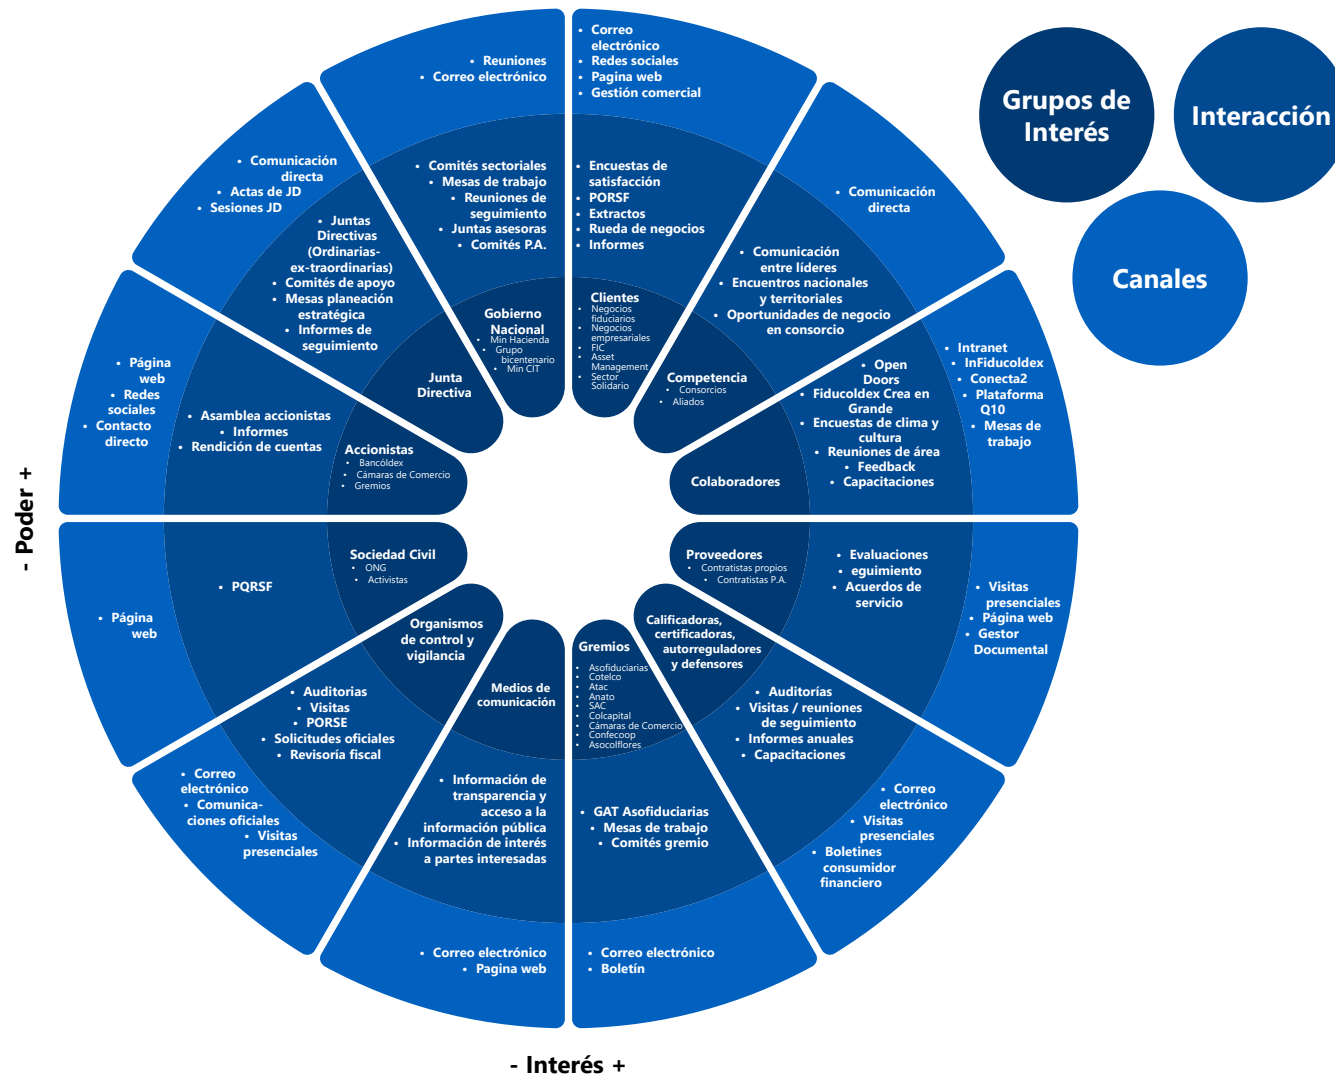 Grupos de
Interés
Interacción
Canales
• Correo
electrónico
• Redes sociales
• Pagina web
• Gestión comercial
• Encuestas de
satisfacción
• PORSF
• Extractos
• Rueda de negocios
• Informes
Clientes
• Negocios
fiduciarios
• Negocios
empresariales
• FIC
• Asset
Management
• Sector
Solidario
• Comunicación
directa
• Comunicación
entre líderes
• Encuentros nacionales
y territoriales
• Oportunidades de negocio
en consorcio
Competencia
• Consorcios
• Aliados
• Intranet
• InFiducoldex
• Conecta2
• Plataforma
Q10
• Mesas de
trabajo
• Open
Doors
• Fiducoldex Crea en
Grande
• Encuestas de clima y
cultura
• Reuniones de área
• Feedback
• Capacitaciones
Colaboradores
Proveedores
• Contratistas propios
• Contratistas P.A.
• Evaluaciones
• eguimiento
• Acuerdos de
servicio
• Visitas
presenciales
• Página web
• Gestor
Documental
Calificadoras,
certificadoras,
autorreguladores
y defensores
• Auditorías
• Visitas / reuniones
de seguimiento
• Informes anuales
• Capacitaciones
• Correo
electrónico
• Visitas
presenciales
• Boletines
consumidor
financiero
Gremios
• Asofiduciarias
• Cotelco
• Atac
• Anato
• SAC
• Colcapital
• Cámaras de Comercio
• Confecoop
• Asocolflores
• GAT Asofiduciarias
• Mesas de trabajo
• Comités gremio
• Correo electrónico
• Boletín
Medios de
comunicación
• Información de
transparencia y
acceso a la
información pública
• Información de interés
a partes interesadas
• Correo electrónico
• Pagina web
Organismos
de control y
vigilancia
• Auditorias
• Visitas
• PORSE
• Solicitudes oficiales
• Revisoría fiscal
• Correo
electrónico
• Comunica-
ciones oficiales
• Visitas
presenciales
Sociedad Civil
• ONG
• Activistas
• PQRSF
• Página
web
Accionistas
• Bancóldex
• Cámaras de Comercio
• Gremios
• Asamblea accionistas
• Informes
• Rendición de cuentas
• Página
web
• Redes
sociales
• Contacto
directo
Junta
Directiva
• Juntas
Directivas
(Ordinarias-
ex-traordinarias)
• Comités de apoyo
• Mesas planeación
estratégica
• Informes de
seguimiento
• Comunicación
directa
• Actas de JD
• Sesiones JD
Gobierno
Nacional
• Min Hacienda
• Grupo
bicentenario
• Min CIT
• Comités sectoriales
• Mesas de trabajo
• Reuniones de
seguimiento
• Juntas asesoras
• Comités P.A.
• Reuniones
• Correo electrónico
- Poder +
- Interés +